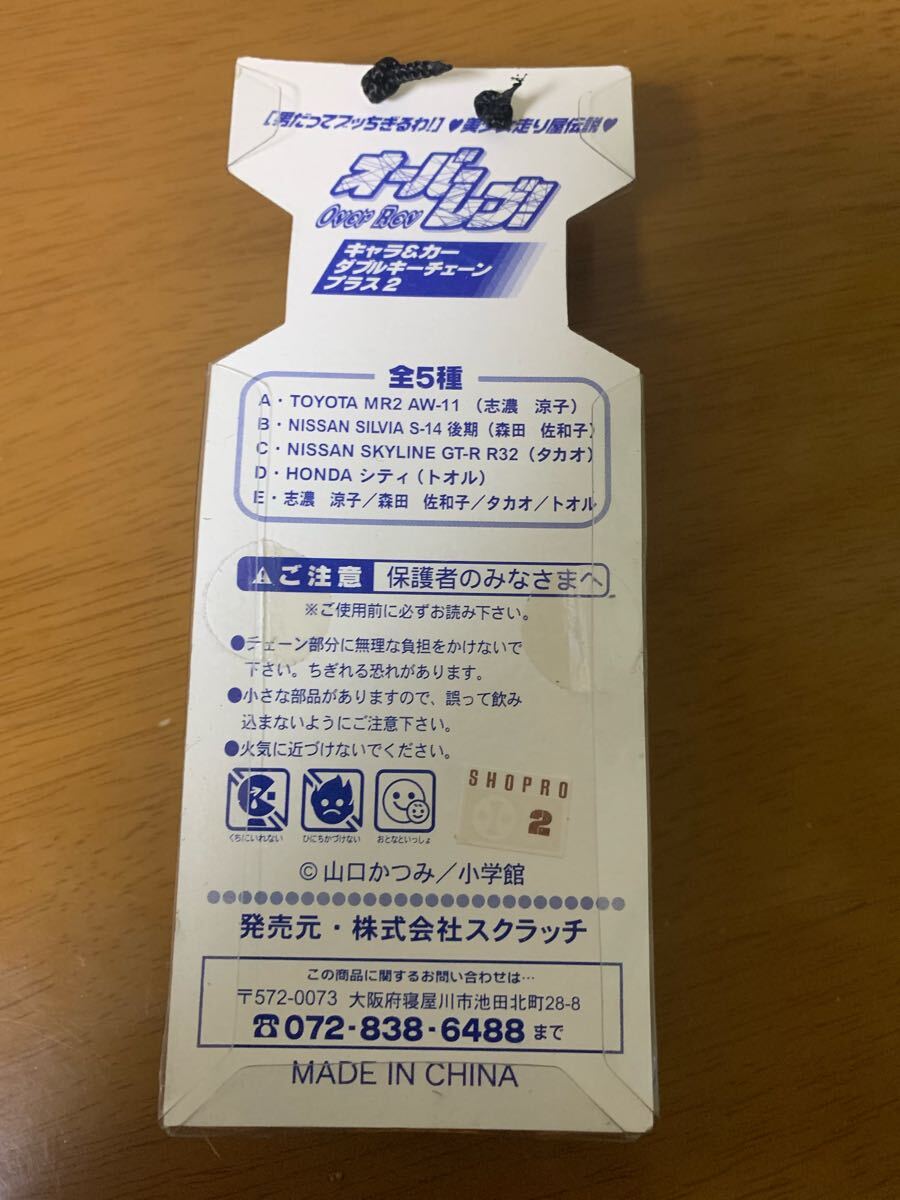 [男だってブッちぎるわ!]♥美少女走り屋伝説♥
オーバーレブ!
Over Rev
キャラ&カー
ダブルキーチェーン
プラス2
全5種
A・TOYOTA MR2 AW-11 (志濃 涼子)
B・NISSAN SILVIA S-14 後期 (森田 佐和子)
C・NISSAN SKYLINE GT-R R32 (タカオ)
D・HONDA シティ (トオル)
E・志濃 涼子/森田 佐和子/タカオ/トオル
ご注意 保護者のみなさまへ
※ご使用前に必ずお読み下さい。
●チェーン部分に無理な負担をかけないで
下さい。ちぎれる恐れがあります。
●小さな部品がありますので、誤って飲み
込まないようにご注意下さい。
●火気に近づけないでください。
くちにいれない ひにちかづけない おとなといっしょ
SHOPRO
2
©山口かつみ/小学館
発売元・株式会社スクラッチ
この商品に関するお問い合わせは…
〒572-0073 大阪府寝屋川市池田北町28-8
☎072-838-6488まで
MADE IN CHINA